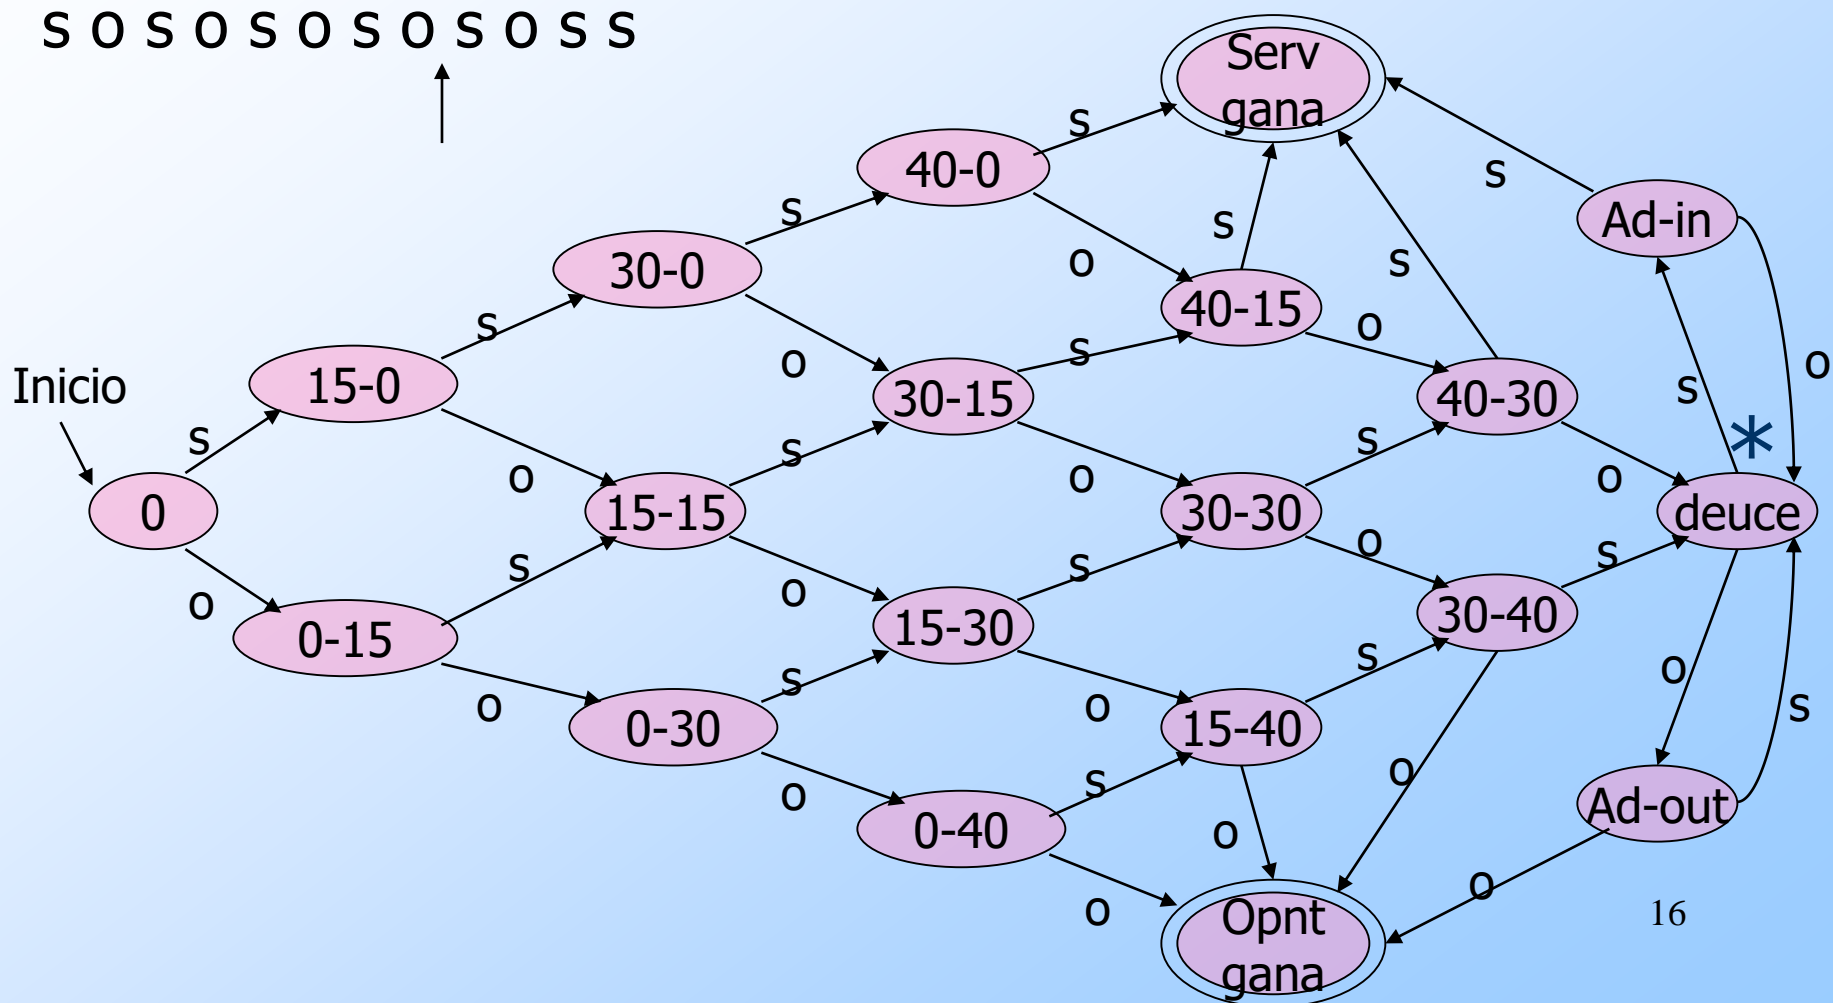 s o s o s o s o s o s s
Serv
gana
s
40-0
s
Ad-in
s
30-0
s
o
s
40-15
o
s
15-0
o
s
30-15
o
40-30
s
o
*
Inicio
s
0
o
15-15
s
o
30-30
s
o
deuce
o
s
0-15
o
15-30
s
o
30-40
s
o
0-30
s
o
15-40
s
o
s
o
0-40
s
o
Ad-out
o
Opnt
gana
o
16